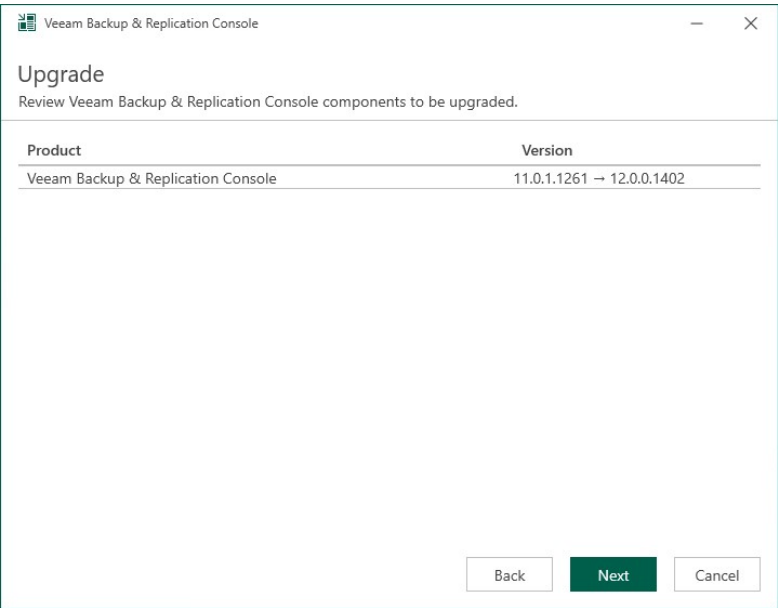 Veeam Backup & Replication Console
Upgrade
Review Veeam Backup & Replication Console components to be upgraded.
Product Version
Veeam Backup & Replication Console 11.0.1.1261 → 12.0.0.1402
Back Next Cancel